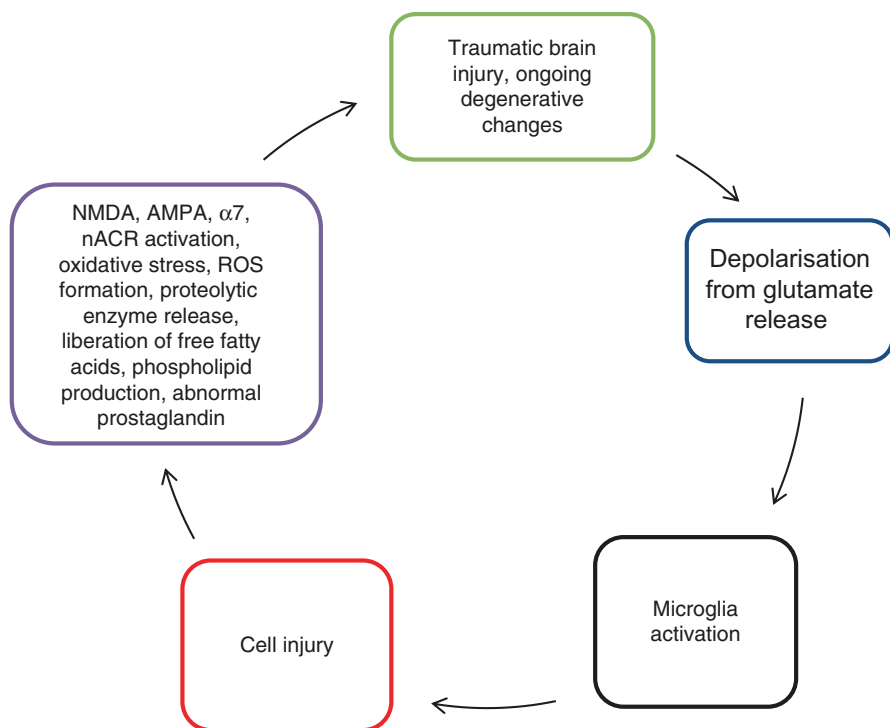 Traumatic brain
injury, ongoing
degenerative
changes
Depolarisation
from glutamate
release
Microglia
activation
Cell injury
NMDA, AMPA, α7,
nACR activation,
oxidative stress, ROS
formation, proteolytic
enzyme release,
liberation of free fatty
acids, phospholipid
production, abnormal
prostaglandin